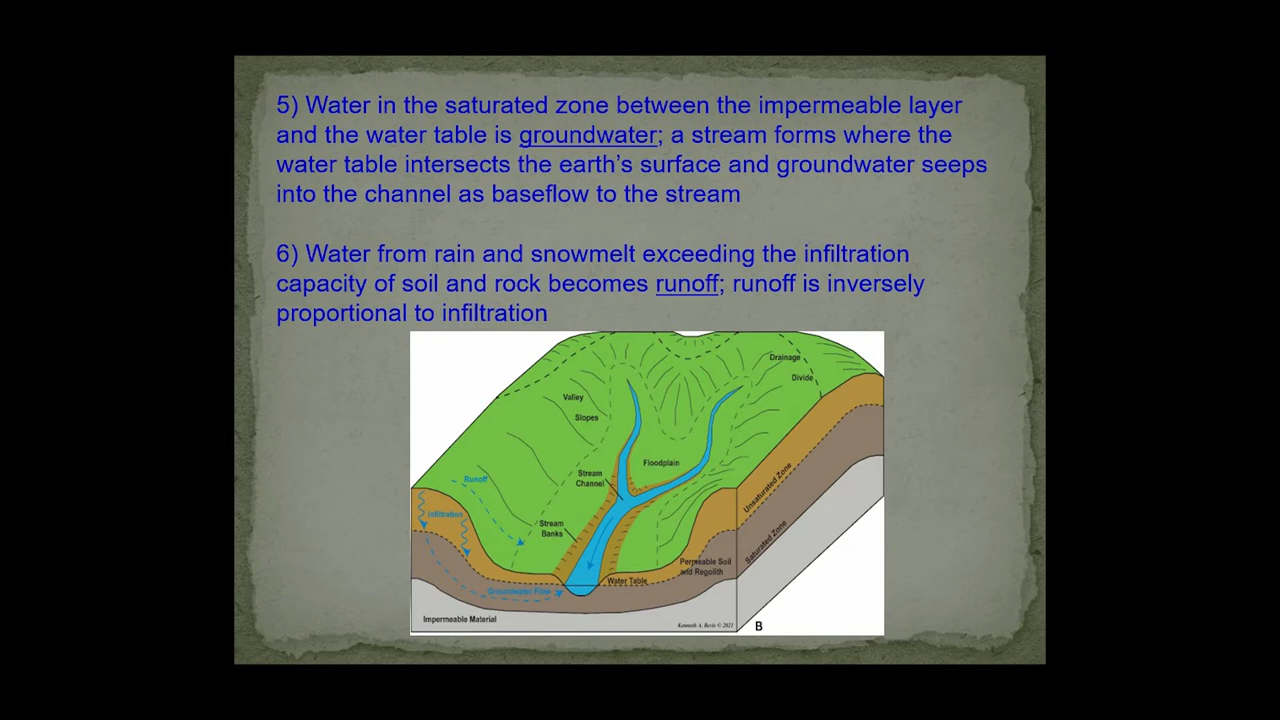 5) Water in the saturated zone between the impermeable layer
and the water table is groundwater; a stream forms where the
water table intersects the earth's surface and groundwater seeps
into the channel as baseflow to the stream
6) Water from rain and snowmelt exceeding the infiltration
capacity of soil and rock becomes runoff; runoff is inversely
proportional to infiltration
Drainage
Divide
Valley
Slopes
Floodplain
Stream
Channel
Runoff
Infiltration
Stream
Banks
Unsaturated Zone
Saturated Zone
Permeable Soil
and Regolith
Water Table
Groundwater Flow
Impermeable Material
Kenneth A. Bevis © 2021
B